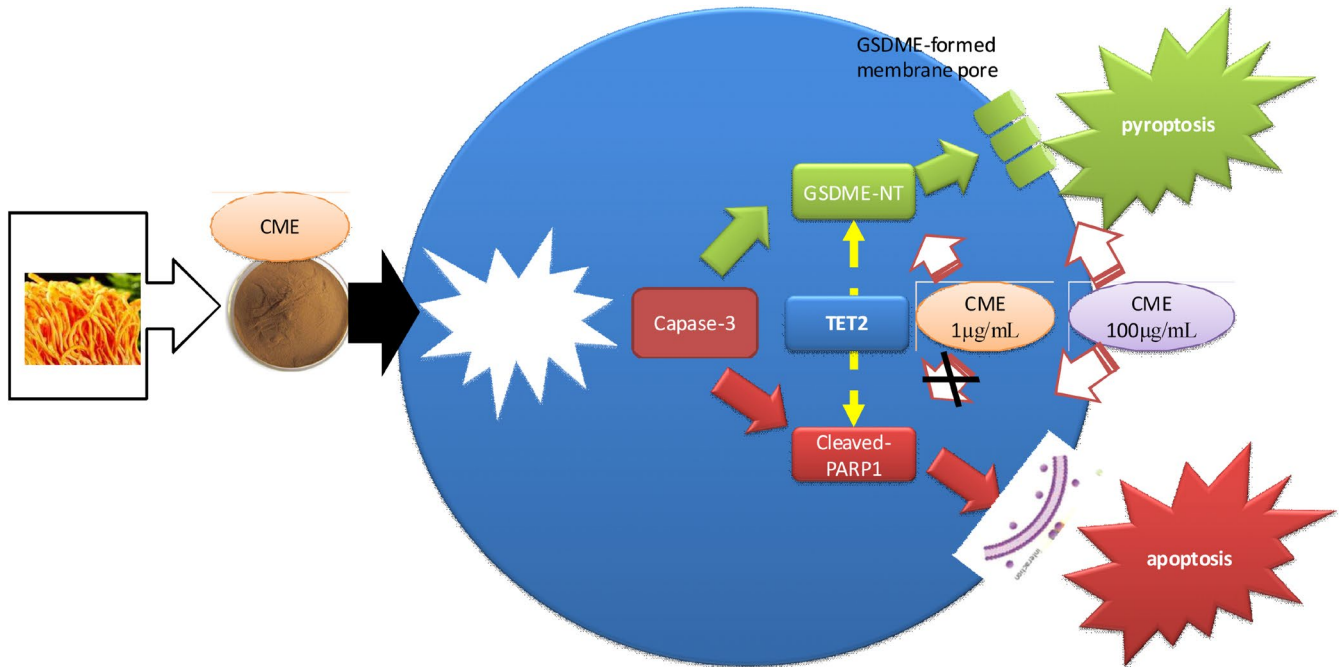 GSDME-formed
membrane pore
pyroptosis
GSDME-NT
CME
Capase-3
TET2
CME
1μg/mL
CME
100μg/mL
Cleaved-
PARP1
interaction
apoptosis